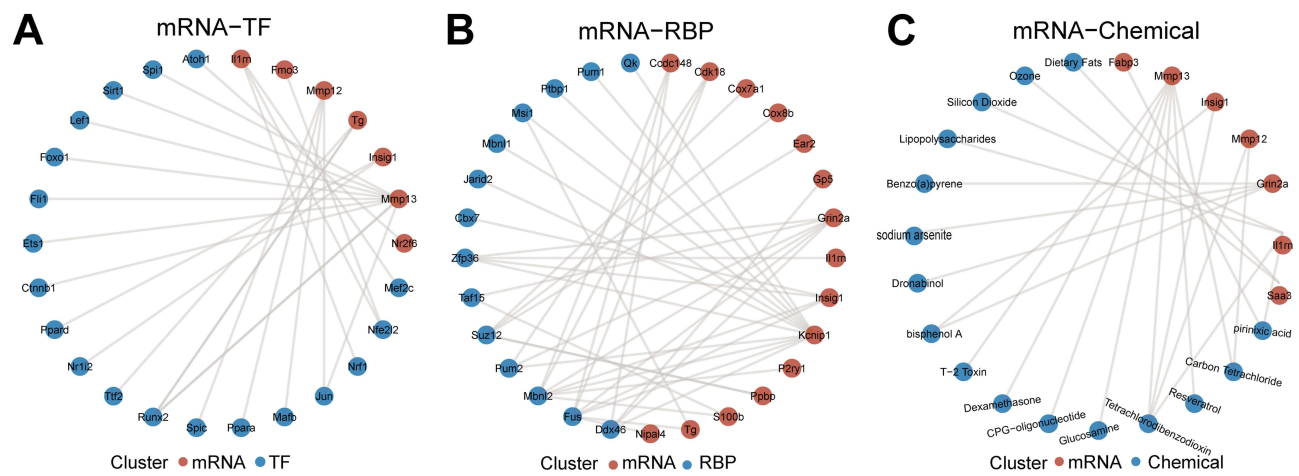 A
mRNA−TF
Atoh1
Il1rn
Spi1
Fmo3
Sirt1
Mmp12
Lef1
Tg
Foxo1
Insig1
Fli1
Mmp13
Ets1
Nr2f6
Ctnnb1
Mef2c
Ppard
Nfe2l2
Nr1i2
Nrf1
Ttf2
Jun
Runx2
Spic
Ppara
Mafb
Cluster mRNA TF
B
mRNA−RBP
Qk
Ccdc148
Pum1
Cdk18
Ptbp1
Cox7a1
Msi1
Cox8b
Mbnl1
Ear2
Jarid2
Gp5
Cbx7
Grin2a
Zfp36
Il1rn
Taf15
Insig1
Suz12
Kcnip1
Pum2
P2ry1
Mbnl2
Ppbp
Fus
S100b
Ddx46
Nipal4
Tg
Cluster mRNA RBP
C
mRNA−Chemical
Dietary Fats
Fabp3
Ozone
Mmp13
Silicon Dioxide
Insig1
Lipopolysaccharides
Mmp12
Benzo(a)pyrene
Grin2a
sodium arsenite
Il1rn
Dronabinol
Saa3
bisphenol A
pirinixic acid
T−2 Toxin
Carbon Tetrachloride
Dexamethasone
Resveratrol
CPG−oligonucleotide
Glucosamine
Tetrachlorodibenzodioxin
Cluster mRNA Chemical